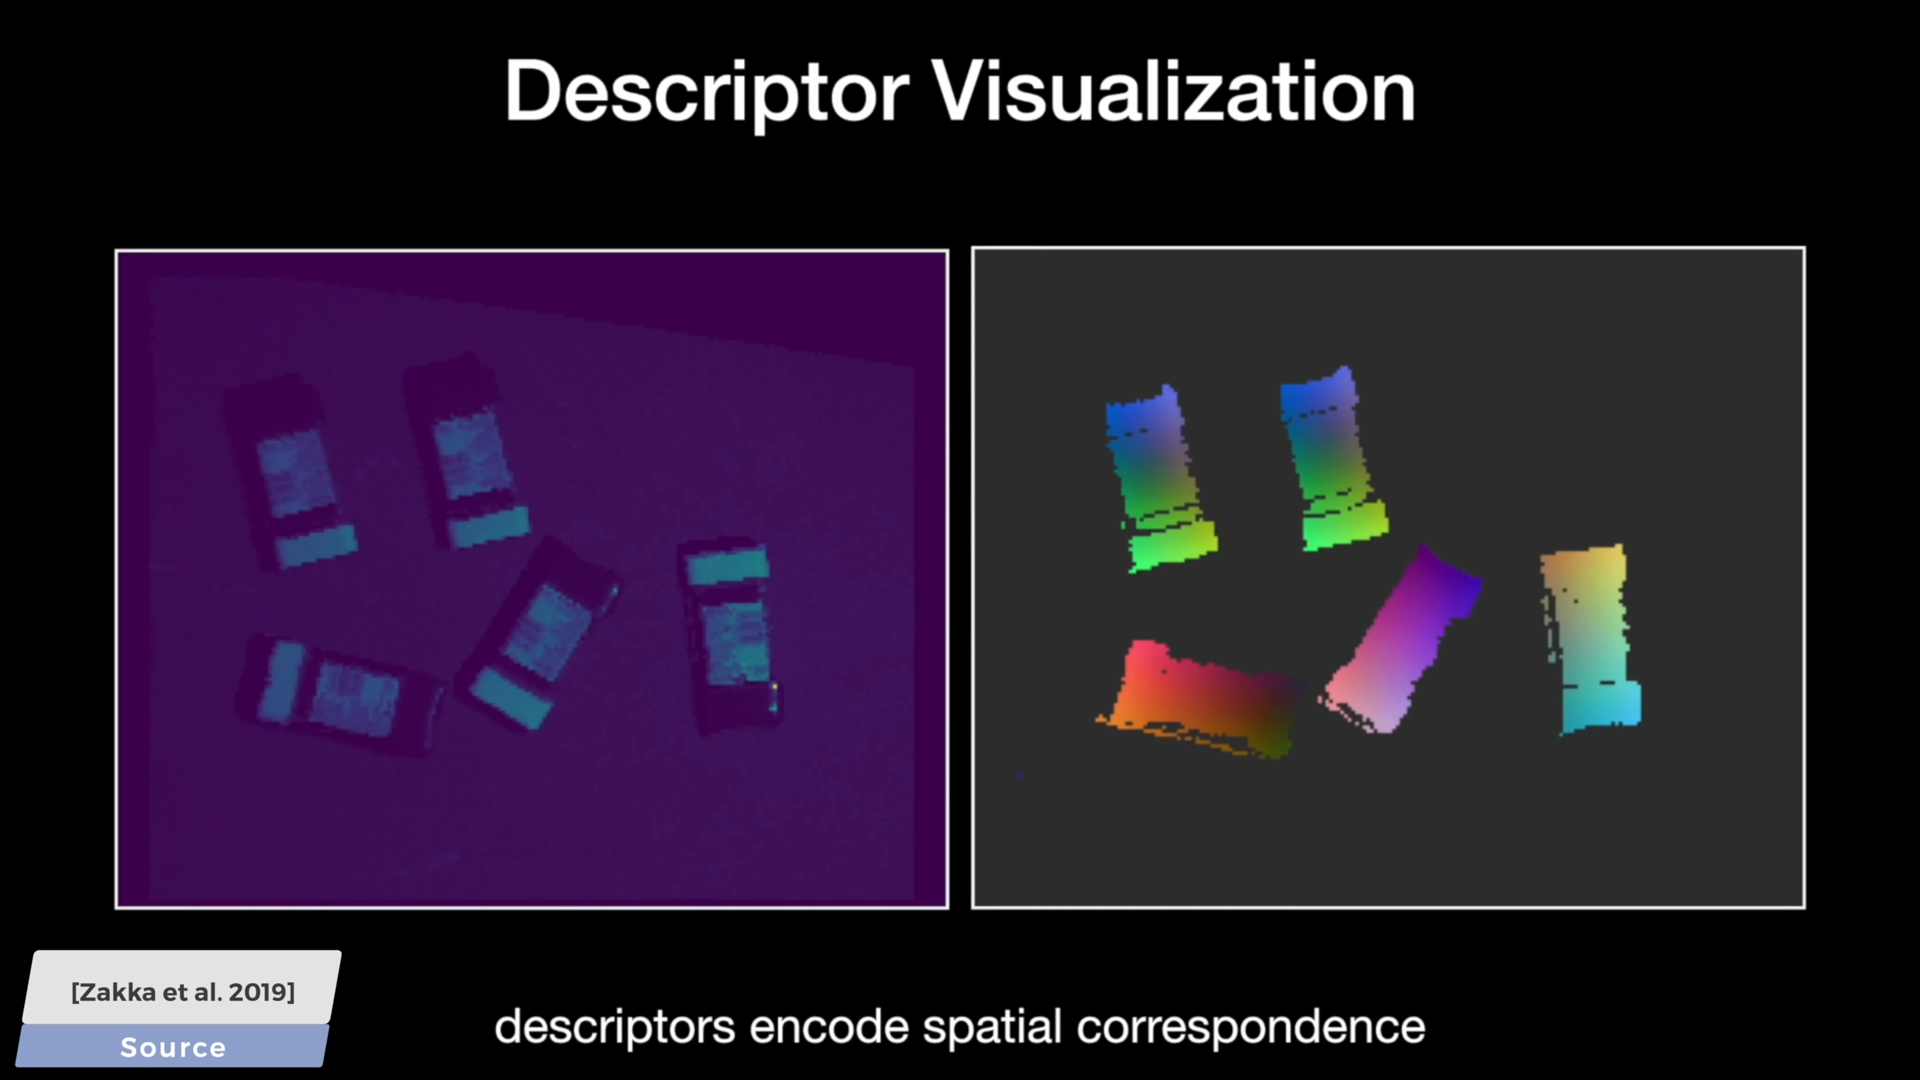 Descriptor Visualization
[Zakka et al. 2019]
Source
descriptors encode spatial correspondence